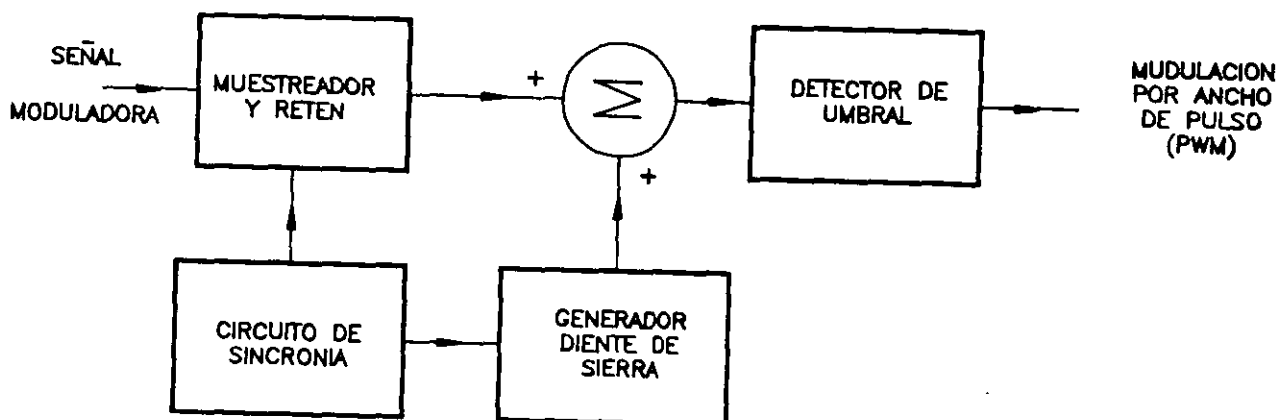 SEÑAL
MODULADORA
MUESTREADOR
Y RETEN
+
Σ
+
DETECTOR DE
UMBRAL
MUDULACION
POR ANCHO
DE PULSO
(PWM)
CIRCUITO DE
SINCRONIA
GENERADOR
DIENTE DE
SIERRA